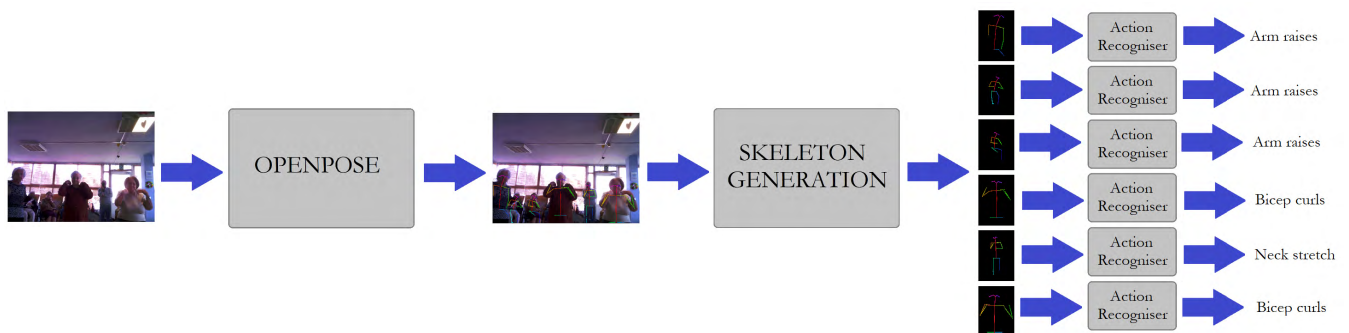 OPENPOSE
SKELETON
GENERATION
Action
Recogniser
Arm raises
Action
Recogniser
Arm raises
Action
Recogniser
Arm raises
Action
Recogniser
Bicep curls
Action
Recogniser
Neck stretch
Action
Recogniser
Bicep curls